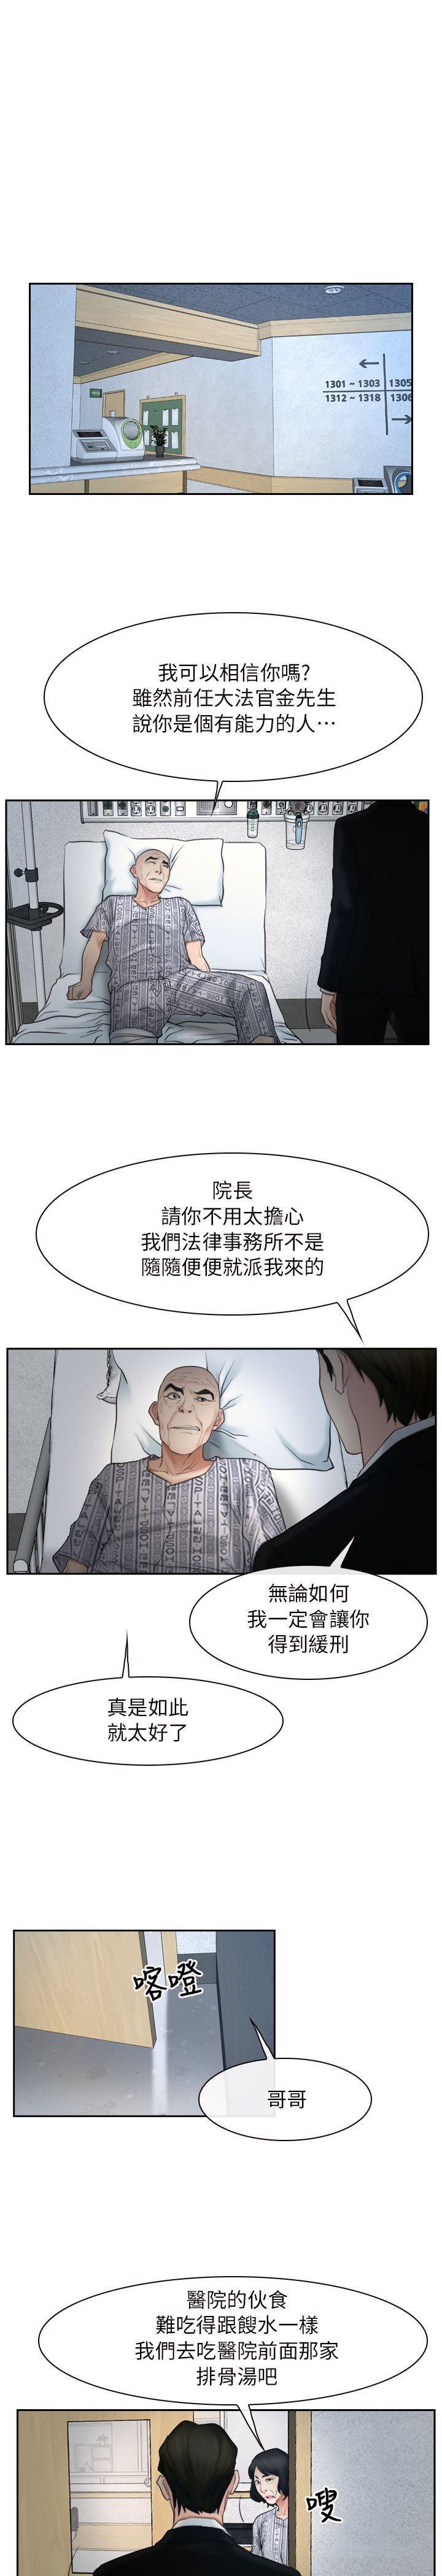 1301 ~ 1303
1305
1312 ~ 1318
1306
我可以相信你嗎?
雖然前任大法官金先生
說你是個有能力的人…
院長
請你不用太擔心
我們法律事務所不是
隨隨便便就派我來的
無論如何
我一定會讓你
得到緩刑
真是如此
就太好了
喀噔
哥哥
醫院的伙食
難吃得跟餿水一樣
我們去吃醫院前面那家
排骨湯吧
嗖